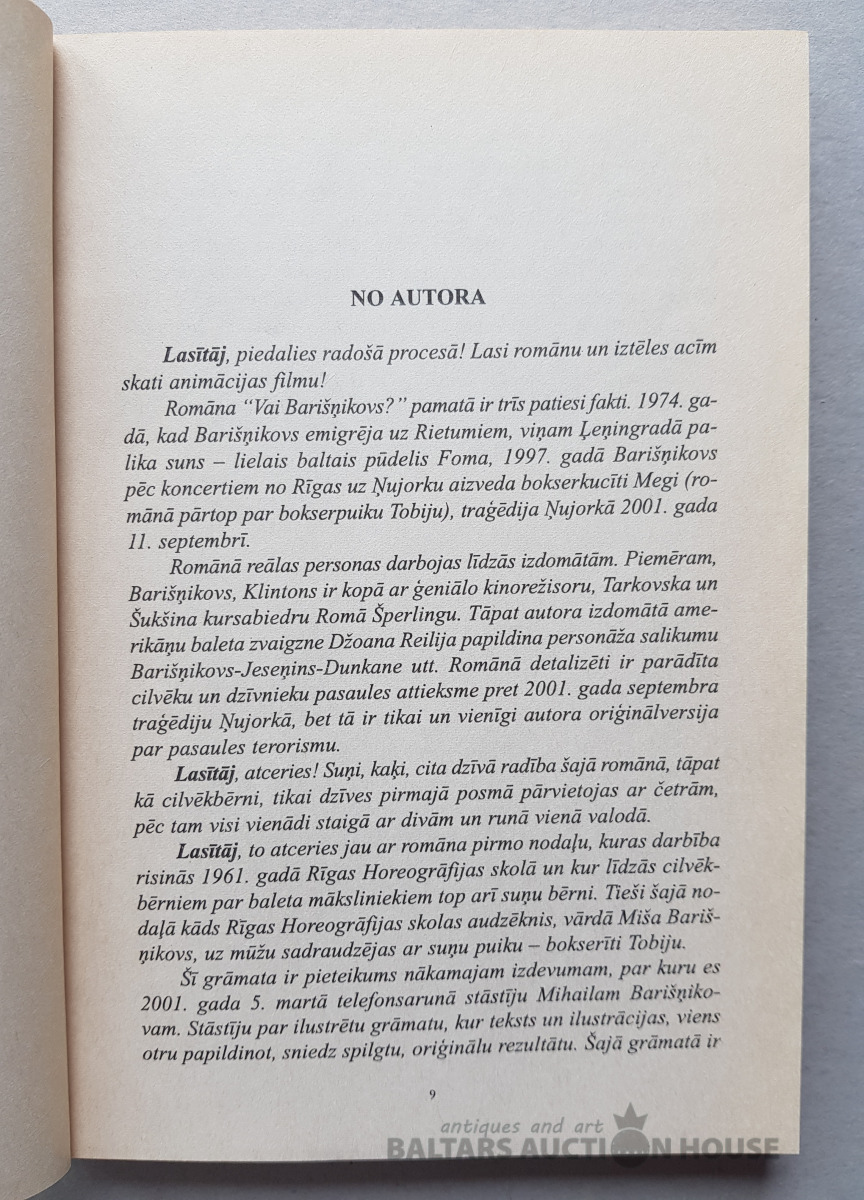 NO AUTORA
Lasītāj, piedalies radošā procesā! Lasi romānu un iztēles acīm
skati animācijas filmu!
Romāna “Vai Barišņikovs?” pamatā ir trīs patiesi fakti. 1974. ga-
dā, kad Barišņikovs emigrēja uz Rietumiem, viņam Ļeņingradā pa-
lika suns – lielais baltais pūdelis Foma, 1997. gadā Barišņikovs
pēc koncertiem no Rīgas uz Ņujorku aizveda bokserkucīti Megi (ro-
mānā pārtop par bokserpuiku Tobiju), traģēdija Ņujorkā 2001. gada
11. septembrī.
Romānā reālas personas darbojas līdzās izdomātām. Piemēram,
Barišņikovs, Klintons ir kopā ar ģeniālo kinorežisoru, Tarkovska un
Šukšina kursabiedru Romā Šperlingu. Tāpat autora izdomātā ame-
rikāņu baleta zvaigzne Džoana Reilija papildina personāža salikumu
Barišņikovs-Jeseņins-Dunkane utt. Romānā detalizēti ir parādīta
cilvēku un dzīvnieku pasaules attieksme pret 2001. gada septembra
traģēdiju Ņujorkā, bet tā ir tikai un vienīgi autora oriģinālversija
par pasaules terorismu.
Lasītāj, atceries! Suņi, kaķi, cita dzīvā radība šajā romānā, tāpat
kā cilvēkbērni, tikai dzīves pirmajā posmā pārvietojas ar četrām,
pēc tam visi vienādi staigā ar divām un runā vienā valodā.
Lasītāj, to atceries jau ar romāna pirmo nodaļu, kuras darbība
risinās 1961. gadā Rīgas Horeogrāfijas skolā un kur līdzās cilvēk-
bērniem par baleta māksliniekiem top arī suņu bērni. Tieši šajā no-
daļā kāds Rīgas Horeogrāfijas skolas audzēknis, vārdā Miša Bariš-
ņikovs, uz mūžu sadraudzējas ar suņu puiku – bokserīti Tobiju.
Šī grāmata ir pieteikums nākamajam izdevumam, par kuru es
2001. gada 5. martā telefonsarunā stāstīju Mihailam Barišņiko-
vam. Stāstīju par ilustrētu grāmatu, kur teksts un ilustrācijas, viens
otru papildinot, sniedz spilgtu, oriģinālu rezultātu. Šajā grāmatā ir
9
antiques and art
BALTARS AUCTION HOUSE